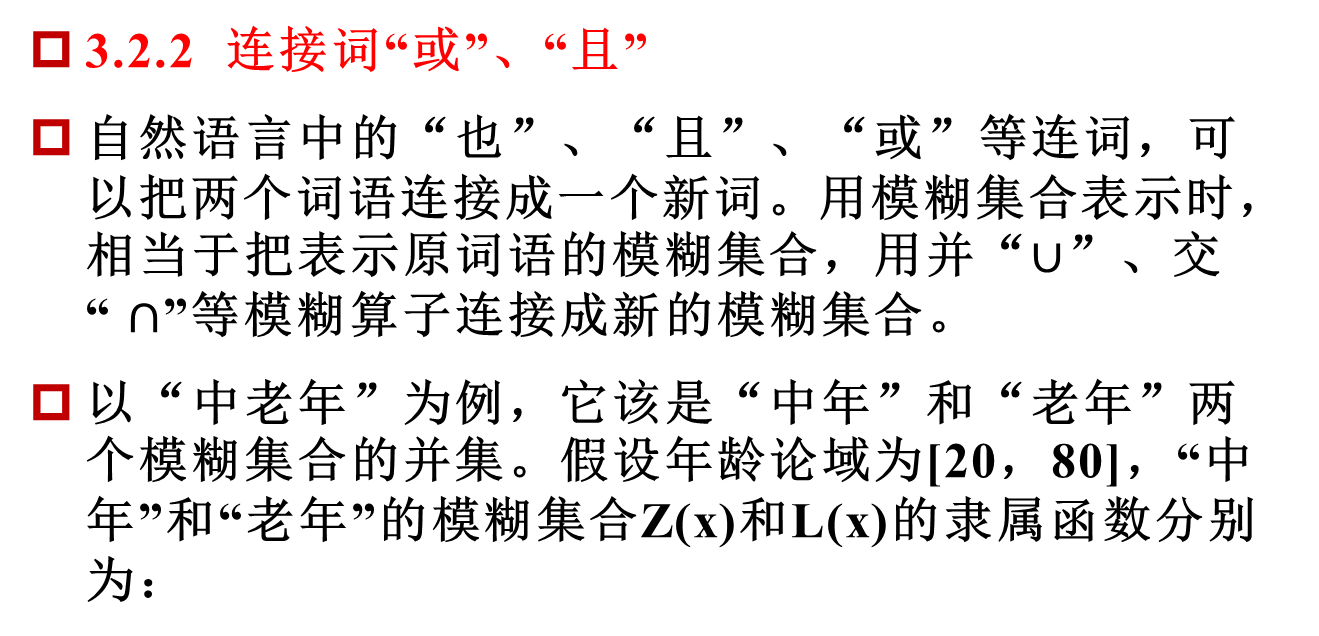 3.2.2 连接词“或”、“且”
自然语言中的“也”、“且”、“或”等连词，可
以把两个词语连接成一个新词。用模糊集合表示时，
相当于把表示原词语的模糊集合，用并“∪”、交
“ ∩”等模糊算子连接成新的模糊集合。
以“中老年”为例，它该是“中年”和“老年”两
个模糊集合的并集。假设年龄论域为[20，80]，“中
年”和“老年”的模糊集合Z(x)和L(x)的隶属函数分别
为：